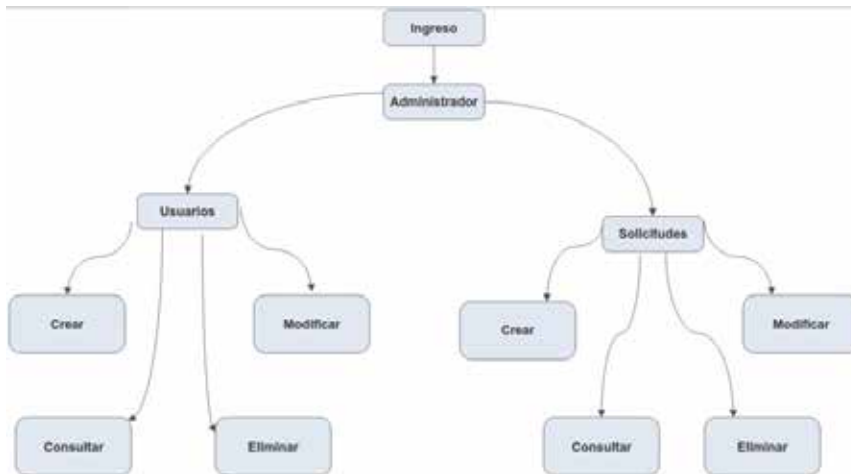 Ingreso
Administrador
Usuarios
Solicitudes
Crear
Modificar
Crear
Modificar
Consultar
Eliminar
Consultar
Eliminar